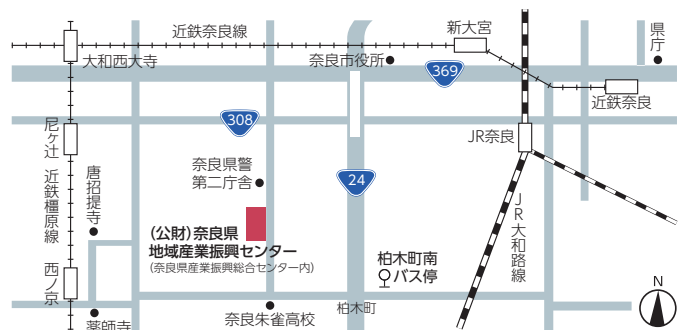 近鉄奈良線
新大宮
県庁
大和西大寺
奈良市役所
369
近鉄奈良
308
尼ヶ辻
JR奈良
奈良県警
第二庁舎
24
唐招提寺
近鉄橿原線
JR大和路線
(公財)奈良県
地域産業振興センター
(奈良県産業振興総合センター内)
柏木町南
バス停
西ノ京
N
柏木町
薬師寺
奈良朱雀高校